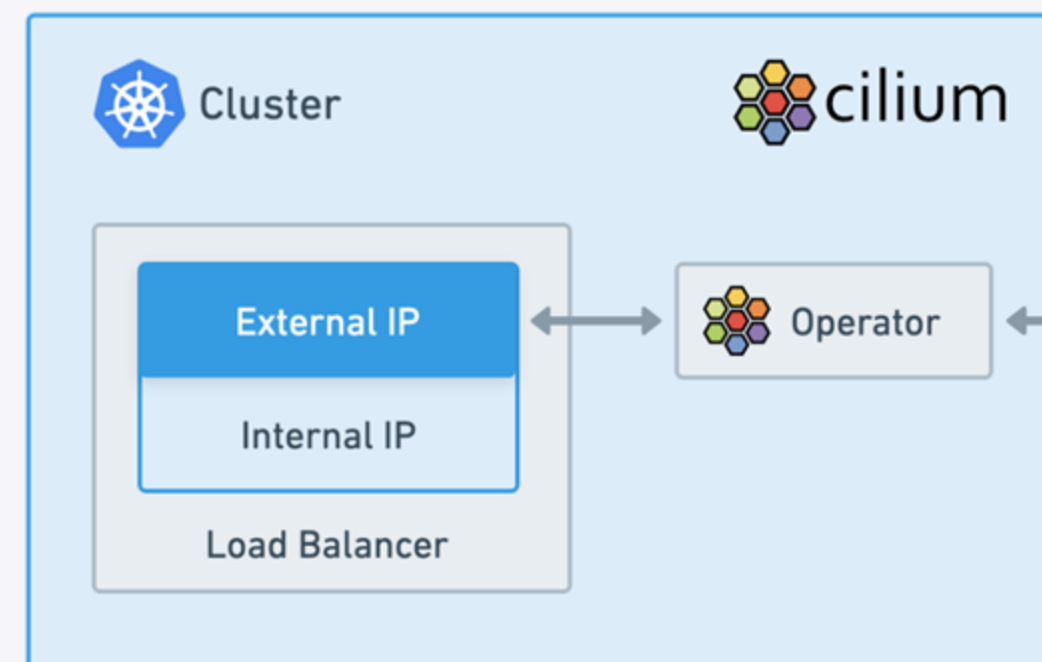 Cluster
cilium
External IP
Operator
Internal IP
Load Balancer